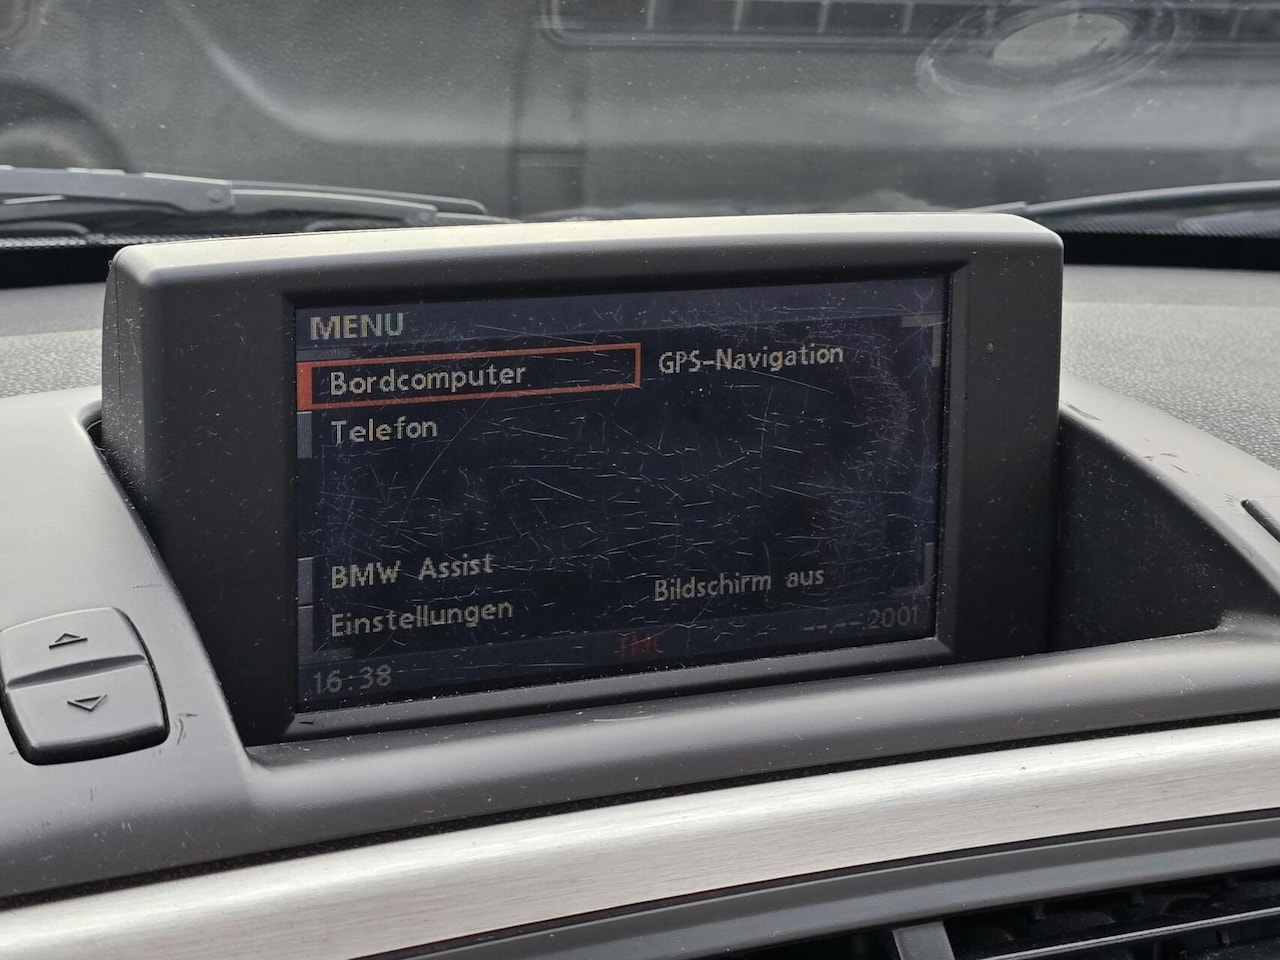 MENU
Bordcomputer
GPS-Navigation
Telefon
BMW Assist
Bildschirm aus
Einstellungen
TMC
--.--.2001
16:38